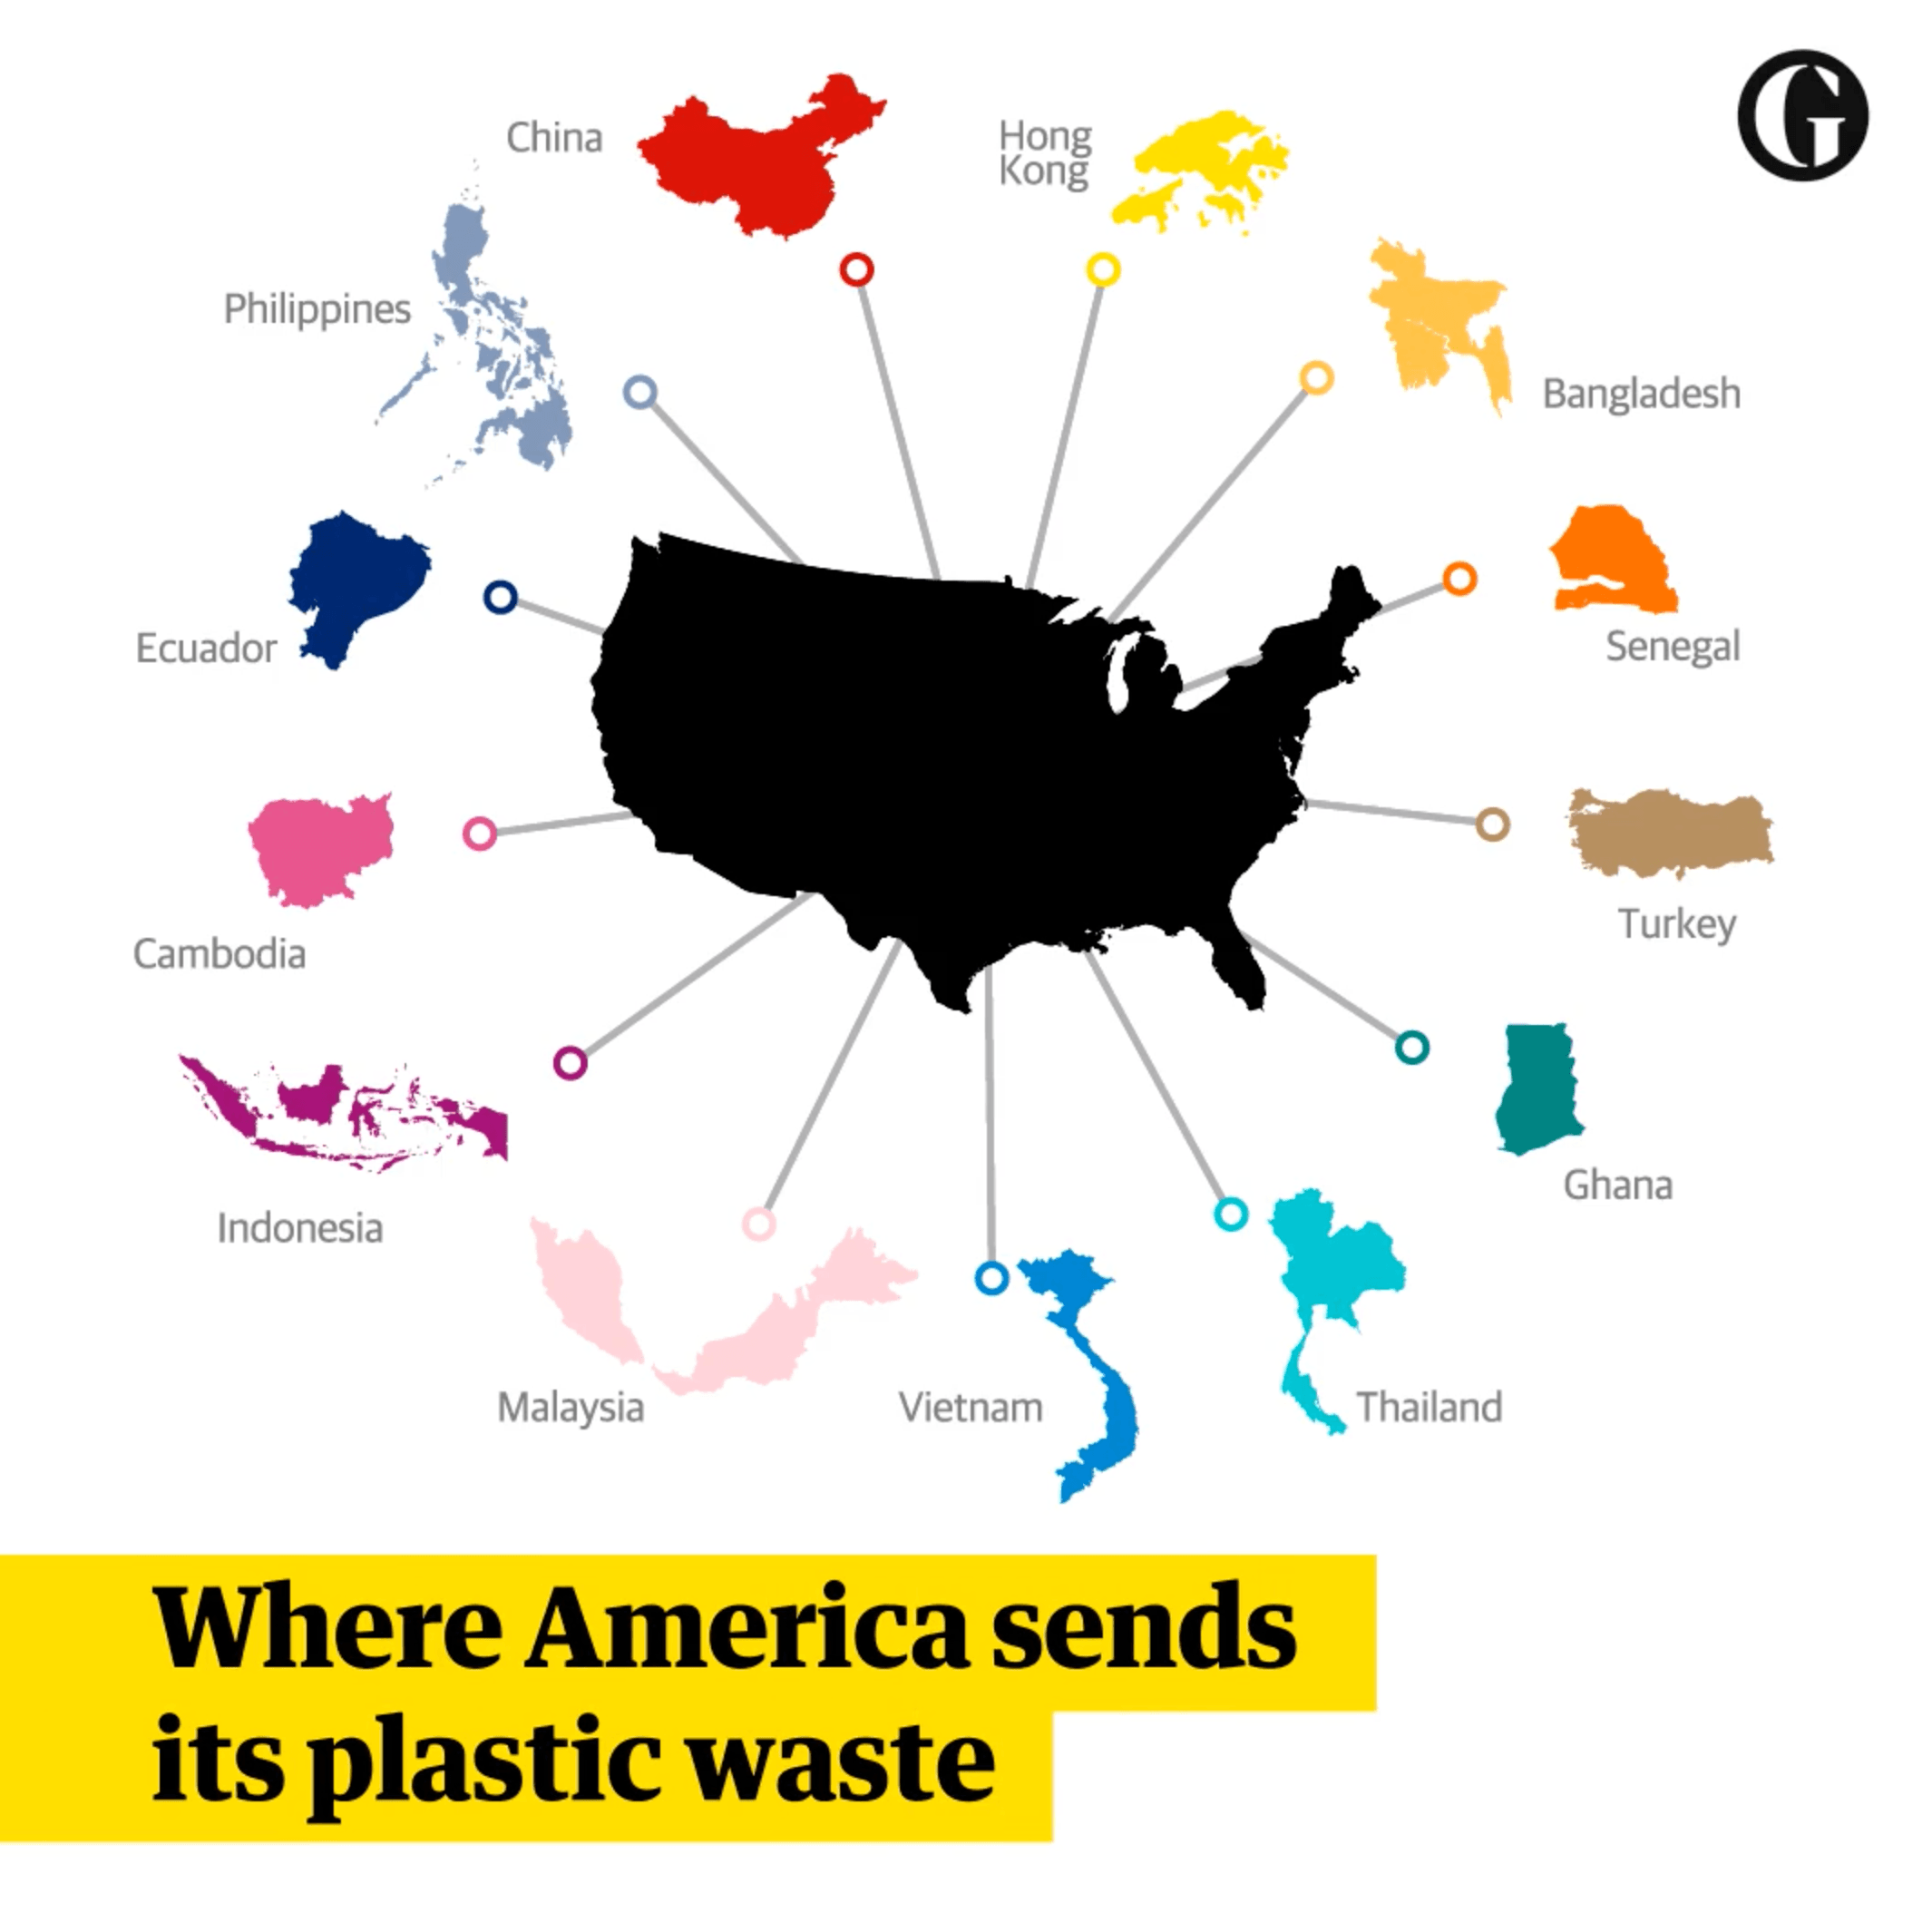 China
Hong
Kong
G
Philippines
Bangladesh
Ecuador
Senegal
Cambodia
Turkey
Indonesia
Ghana
Malaysia
Vietnam
Thailand
Where America sends
its plastic waste